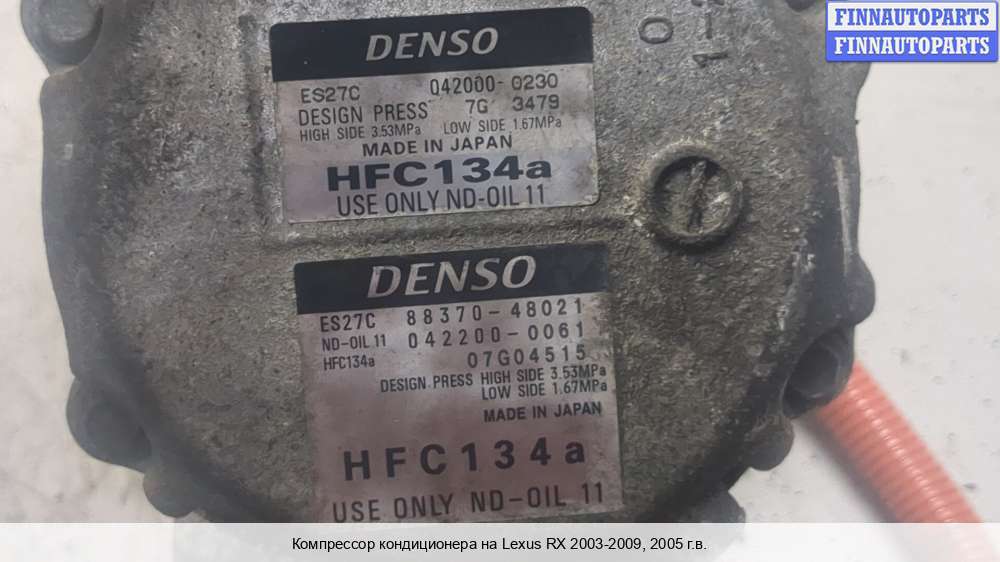 FINNAUTOPARTS
FINNAUTOPARTS
0
DENSO
ES27C 042000-0230
DESIGN PRESS 7G 3479
HIGH SIDE 3.53MPa LOW SIDE 1.67MPa
MADE IN JAPAN
HFC134a
USE ONLY ND-OIL 11
DENSO
ES27C 88370-48021
ND-OIL 11 042200-0061
HFC134a 07G04515
DESIGN PRESS HIGH SIDE 3.53MPa
LOW SIDE 1.67MPa
MADE IN JAPAN
HFC134a
USE ONLY ND-OIL 11
Компрессор кондиционера на Lexus RX 2003-2009, 2005 г.в.